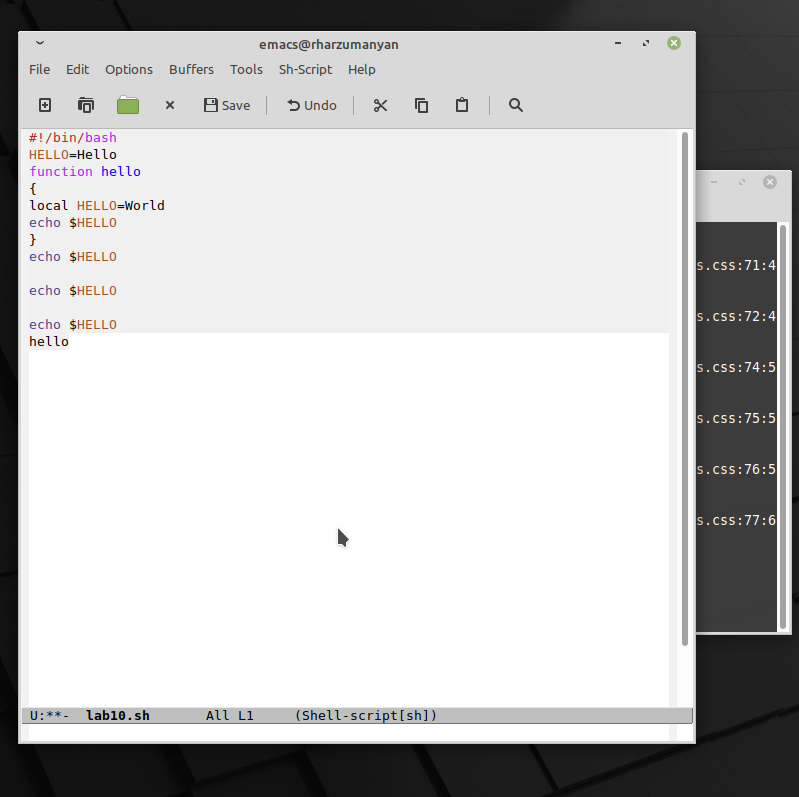 emacs@rharzumanyan
File Edit Options Buffers Tools Sh-Script Help
Save Undo
#!/bin/bash
HELLO=Hello
function hello
{
local HELLO=World
echo $HELLO
}
echo $HELLO
echo $HELLO
echo $HELLO
hello
s.css:71:4
s.css:72:4
s.css:74:5
s.css:75:5
s.css:76:5
s.css:77:6
U:**- lab10.sh All L1 (Shell-script[sh])